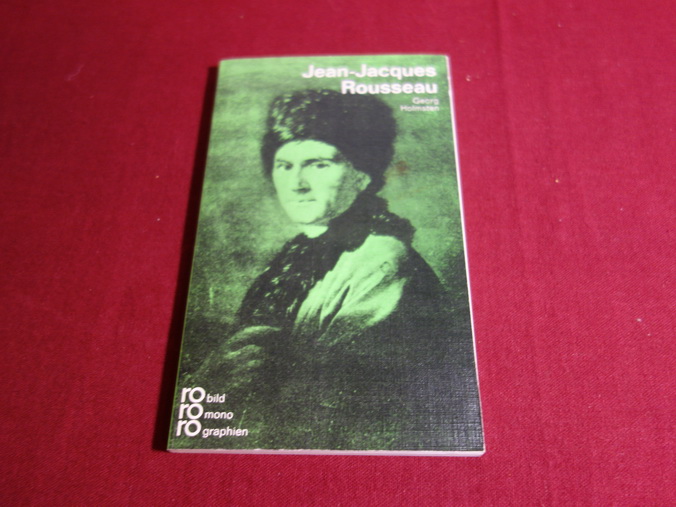 Jean-Jacques
Rousseau
Georg
Holmsten
ro bild
ro mono
ro graphien